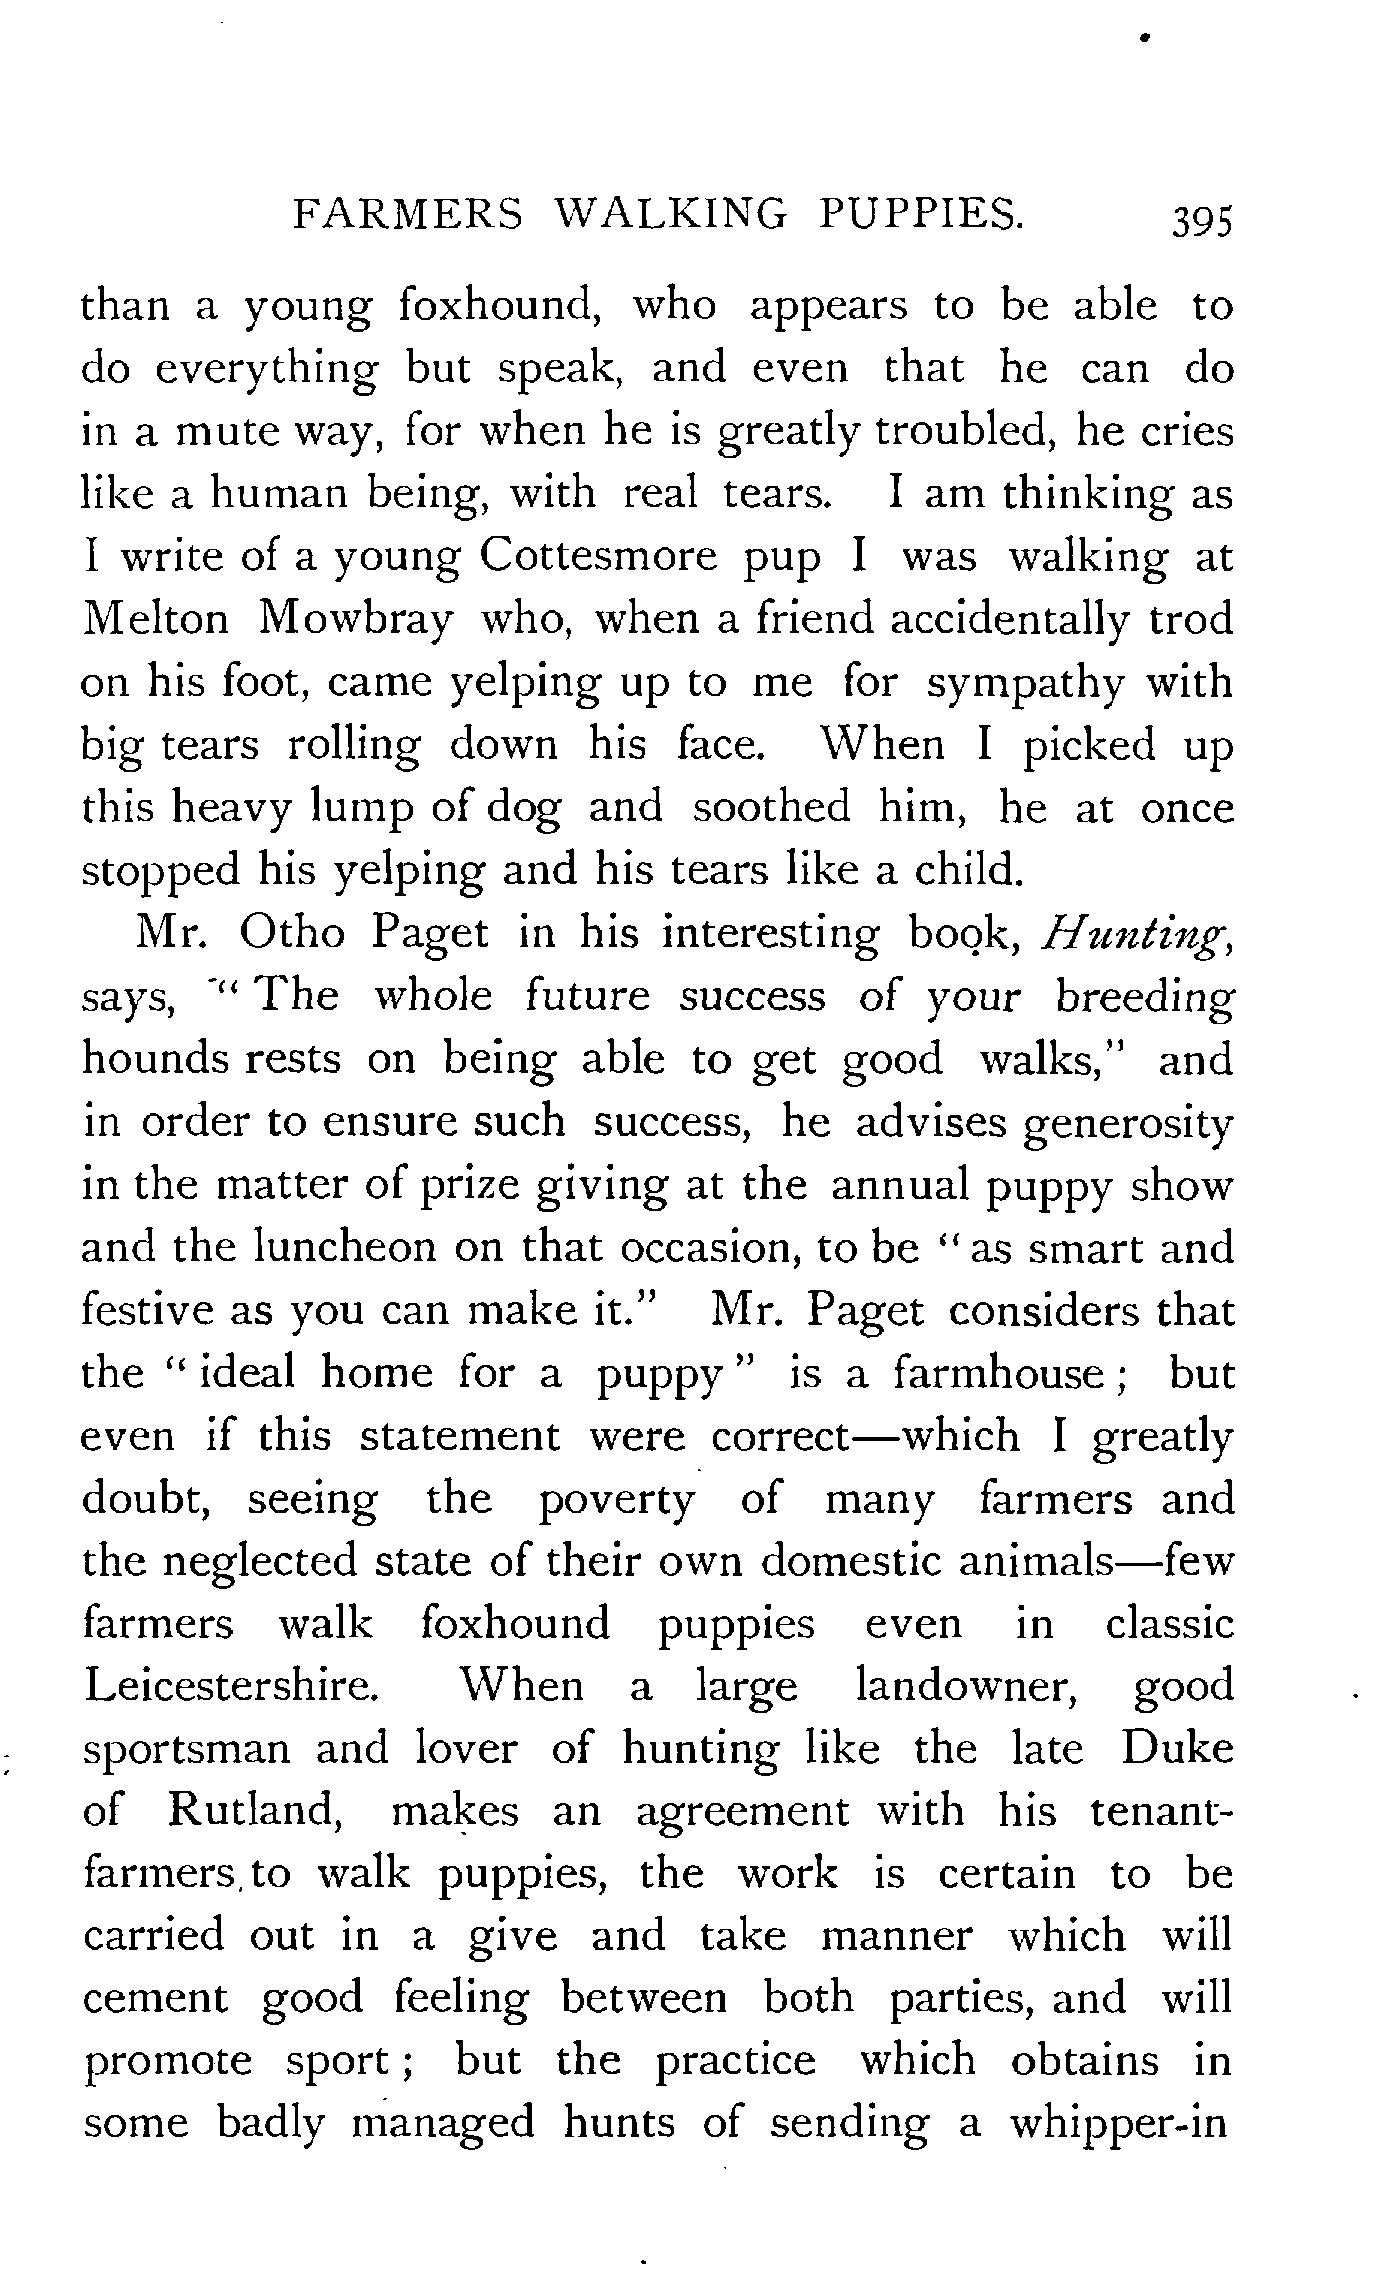 FARMERS WALKING PUPPIES. 395
than a young foxhound, who appears to be able to
do everything but speak, and even that he can do
in a mute way, for when he is greatly troubled, he cries
like a human being, with real tears. I am thinking as
I write of a young Cottesmore pup I was walking at
Melton Mowbray who, when a friend accidentally trod
on his foot, came yelping up to me for sympathy with
big tears rolling down his face. When I picked up
this heavy lump of dog and soothed him, he at once
stopped his yelping and his tears like a child.
Mr. Otho Paget in his interesting book, Hunting,
says, “ The whole future success of your breeding
hounds rests on being able to get good walks,” and
in order to ensure such success, he advises generosity
in the matter of prize giving at the annual puppy show
and the luncheon on that occasion, to be “ as smart and
festive as you can make it.” Mr. Paget considers that
the “ ideal home for a puppy ” is a farmhouse ; but
even if this statement were correct—which I greatly
doubt, seeing the poverty of many farmers and
the neglected state of their own domestic animals—few
farmers walk foxhound puppies even in classic
Leicestershire. When a large landowner, good
sportsman and lover of hunting like the late Duke
of Rutland, makes an agreement with his tenant-
farmers to walk puppies, the work is certain to be
carried out in a give and take manner which will
cement good feeling between both parties, and will
promote sport ; but the practice which obtains in
some badly managed hunts of sending a whipper-in